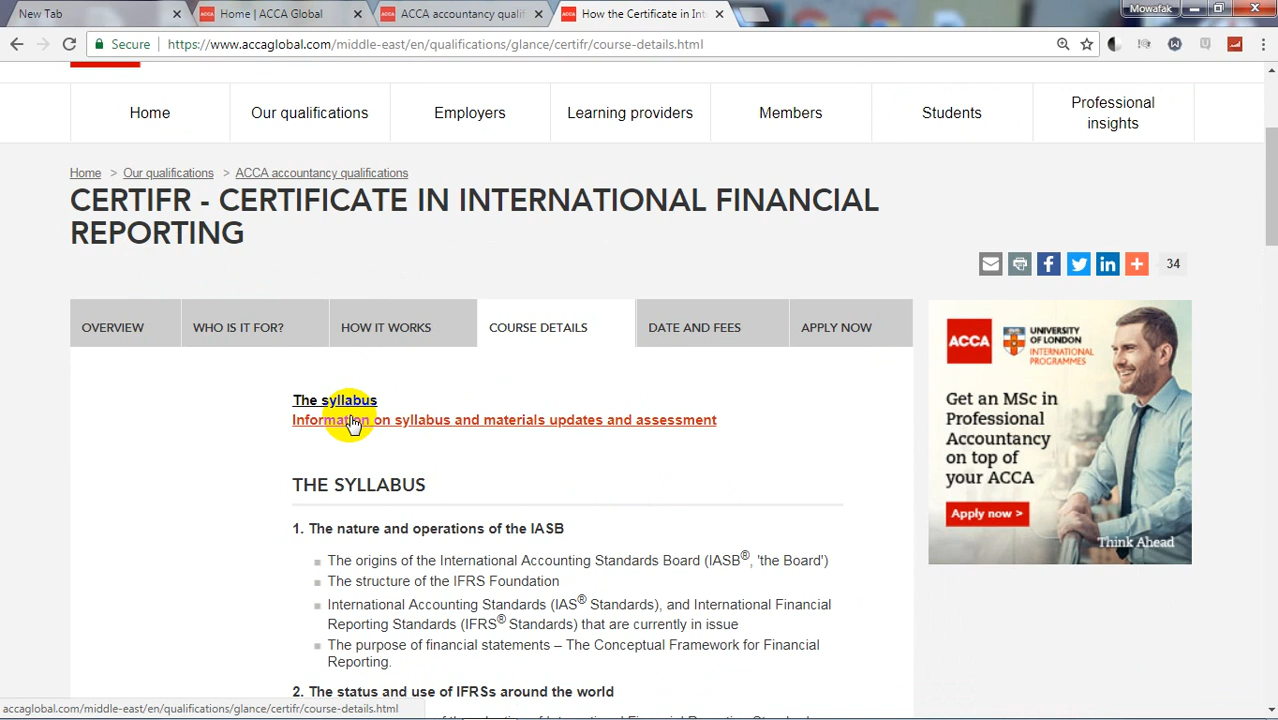 New Tab
Home | ACCA Global
ACCA accountancy qualif
How the Certificate in Int
Mowafak
Secure
https://www.accaglobal.com/middle-east/en/qualifications/glance/certifr/course-details.html
Home
Our qualifications
Employers
Learning providers
Members
Students
Professional
insights
Home > Our qualifications > ACCA accountancy qualifications
CERTIFR - CERTIFICATE IN INTERNATIONAL FINANCIAL
REPORTING
34
OVERVIEW
WHO IS IT FOR?
HOW IT WORKS
COURSE DETAILS
DATE AND FEES
APPLY NOW
The syllabus
Information on syllabus and materials updates and assessment
THE SYLLABUS
1. The nature and operations of the IASB
The origins of the International Accounting Standards Board (IASB®, 'the Board')
The structure of the IFRS Foundation
International Accounting Standards (IAS® Standards), and International Financial
Reporting Standards (IFRS® Standards) that are currently in issue
The purpose of financial statements – The Conceptual Framework for Financial
Reporting.
2. The status and use of IFRSs around the world
ACCA
UNIVERSITY
OF LONDON
INTERNATIONAL
PROGRAMMES
Get an MSc in
Professional
Accountancy
on top of
your ACCA
Apply now >
Think Ahead
accaglobal.com/middle-east/en/qualifications/glance/certifr/course-details.html